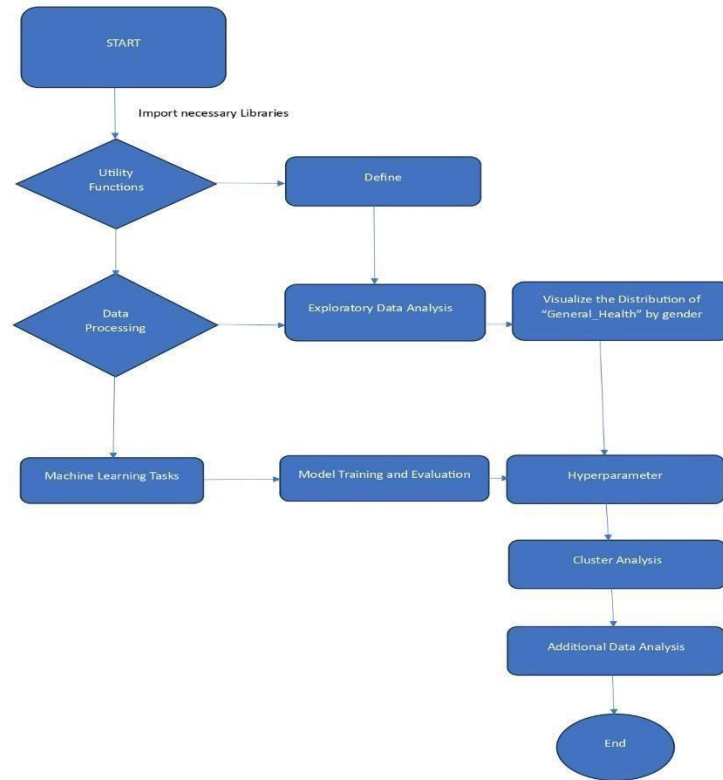 START
Import necessary Libraries
Utility
Functions
Define
Data
Processing
Exploratory Data Analysis
Visualize the Distribution of
“General_Health” by gender
Machine Learning Tasks
Model Training and Evaluation
Hyperparameter
Cluster Analysis
Additional Data Analysis
End